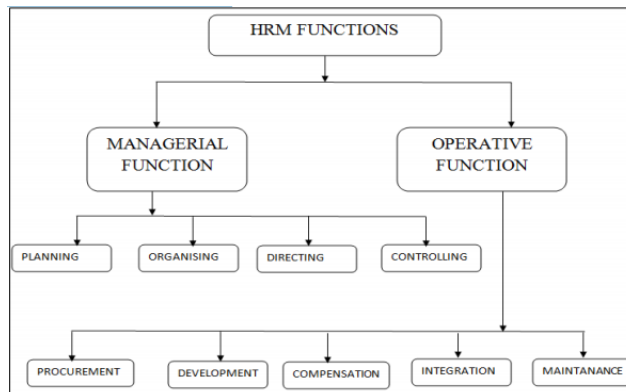 HRM FUNCTIONS
MANAGERIAL
FUNCTION
OPERATIVE
FUNCTION
PLANNING
ORGANISING
DIRECTING
CONTROLLING
PROCUREMENT
DEVELOPMENT
COMPENSATION
INTEGRATION
MAINTANANCE